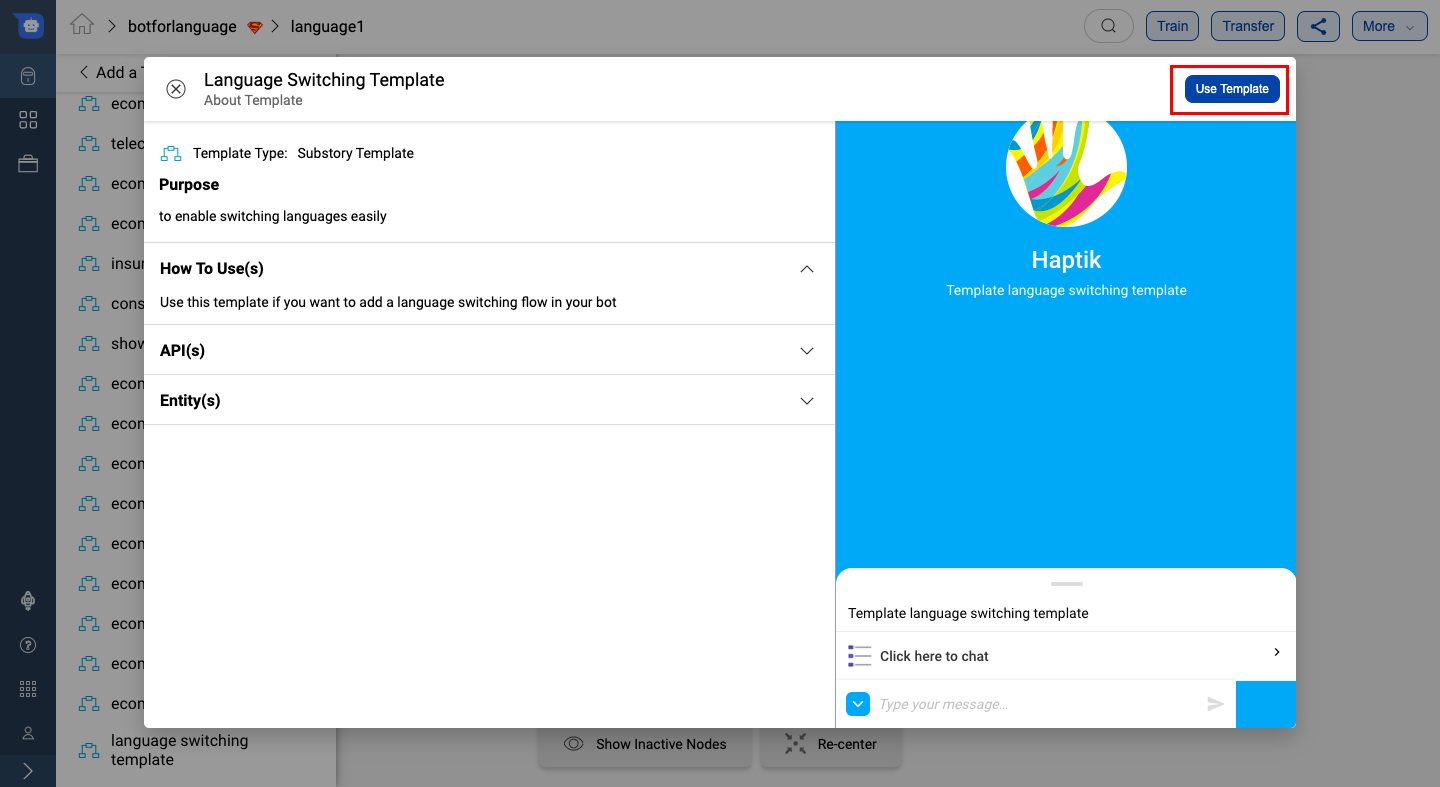 botforlanguage
language1
Train
Transfer
More
Add a T
econ
telec
econ
econ
insur
cons
show
econ
econ
econ
econ
econ
econ
econ
econ
econ
language switching
template
Language Switching Template
About Template
Use Template
Template Type: Substory Template
Purpose
to enable switching languages easily
How To Use(s)
Use this template if you want to add a language switching flow in your bot
API(s)
Entity(s)
Haptik
Template language switching template
Template language switching template
Click here to chat
Type your message...
Show Inactive Nodes
Re-center